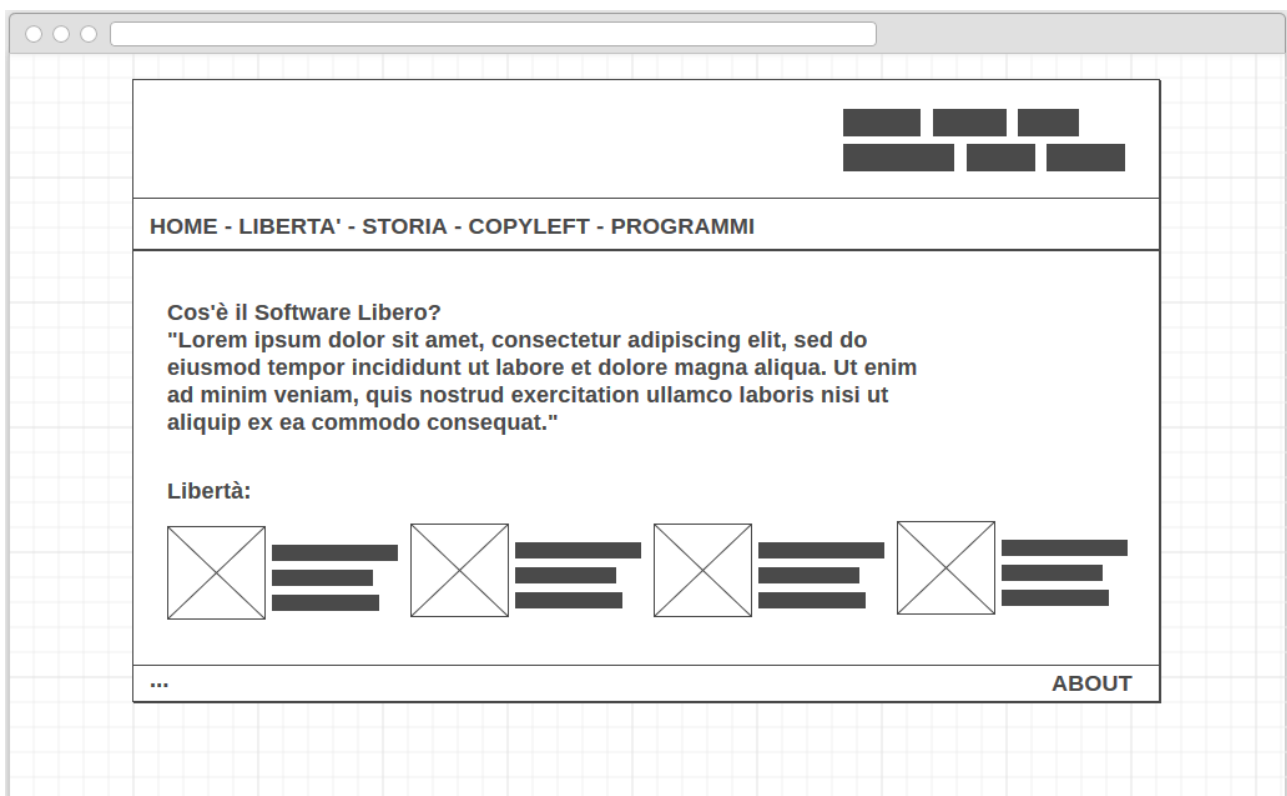 HOME - LIBERTA' - STORIA - COPYLEFT - PROGRAMMI
Cos'è il Software Libero?
"Lorem ipsum dolor sit amet, consectetur adipiscing elit, sed do
eiusmod tempor incididunt ut labore et dolore magna aliqua. Ut enim
ad minim veniam, quis nostrud exercitation ullamco laboris nisi ut
aliquip ex ea commodo consequat."
Libertà:
...
ABOUT